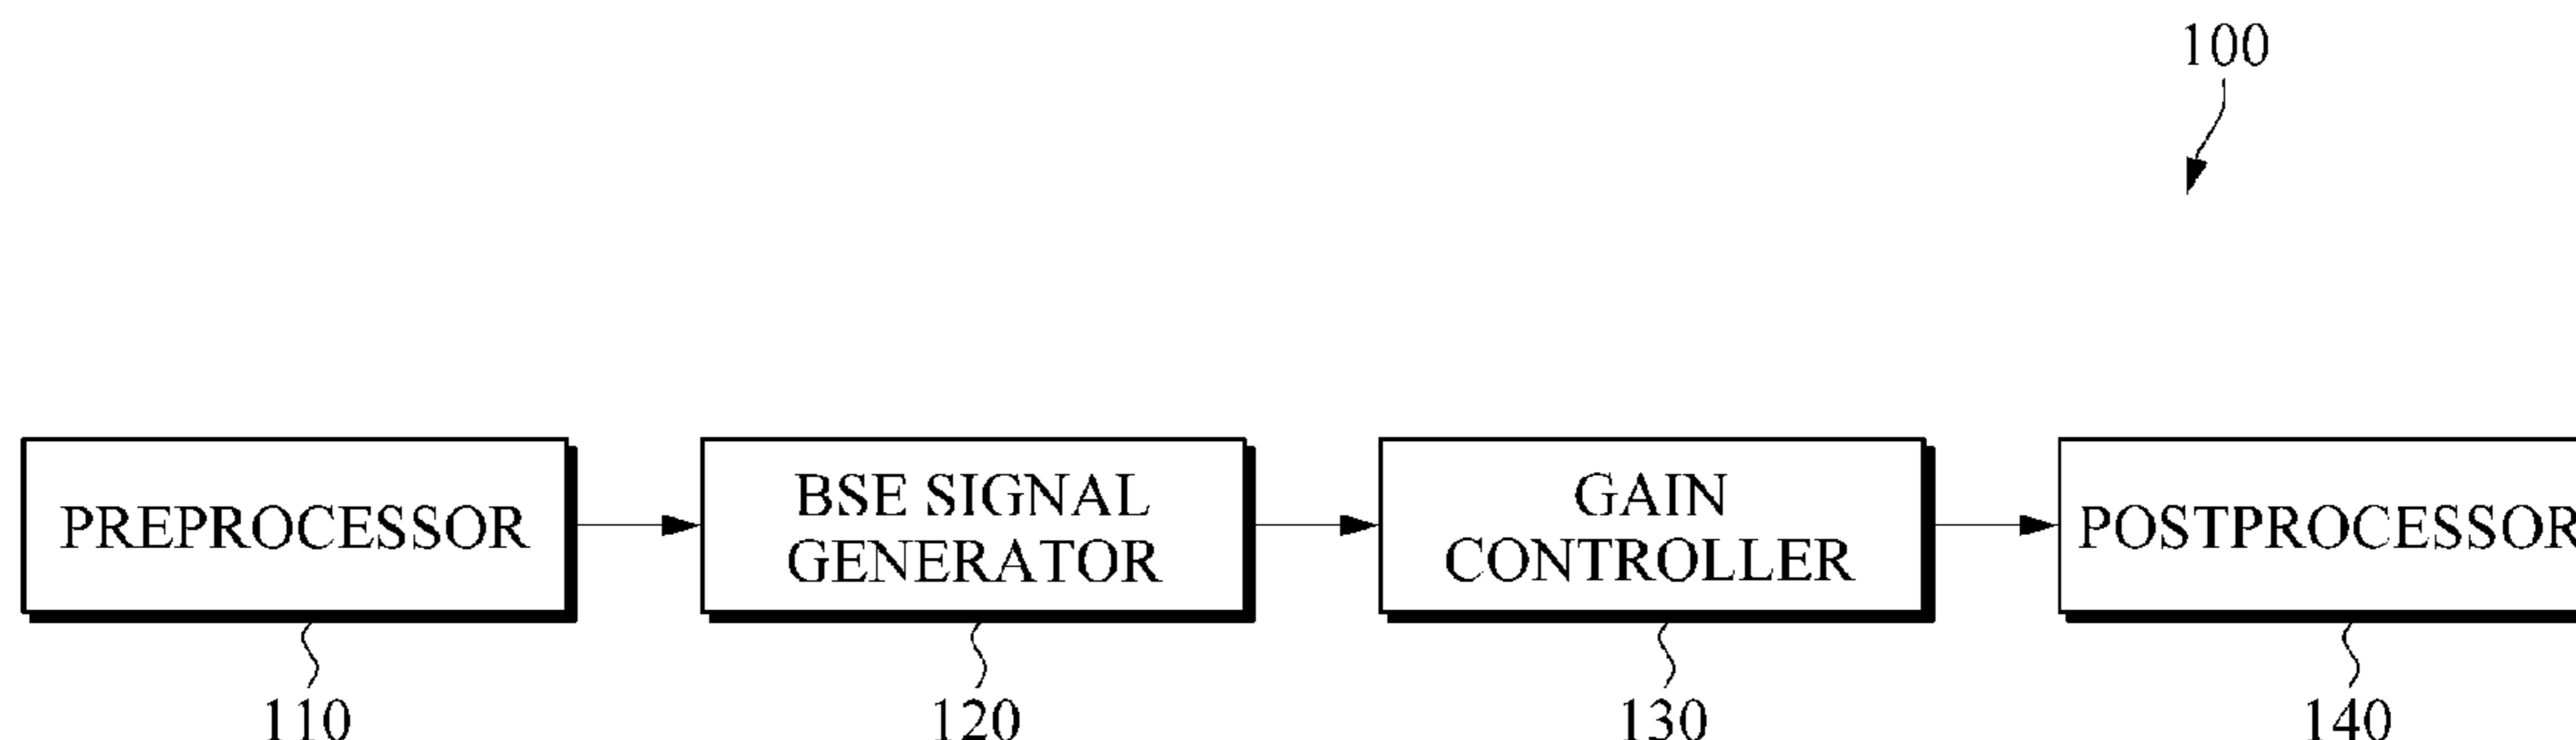 100
PREPROCESSOR
BSE SIGNAL
GENERATOR
GAIN
CONTROLLER
POSTPROCESSOR
110
120
130
140